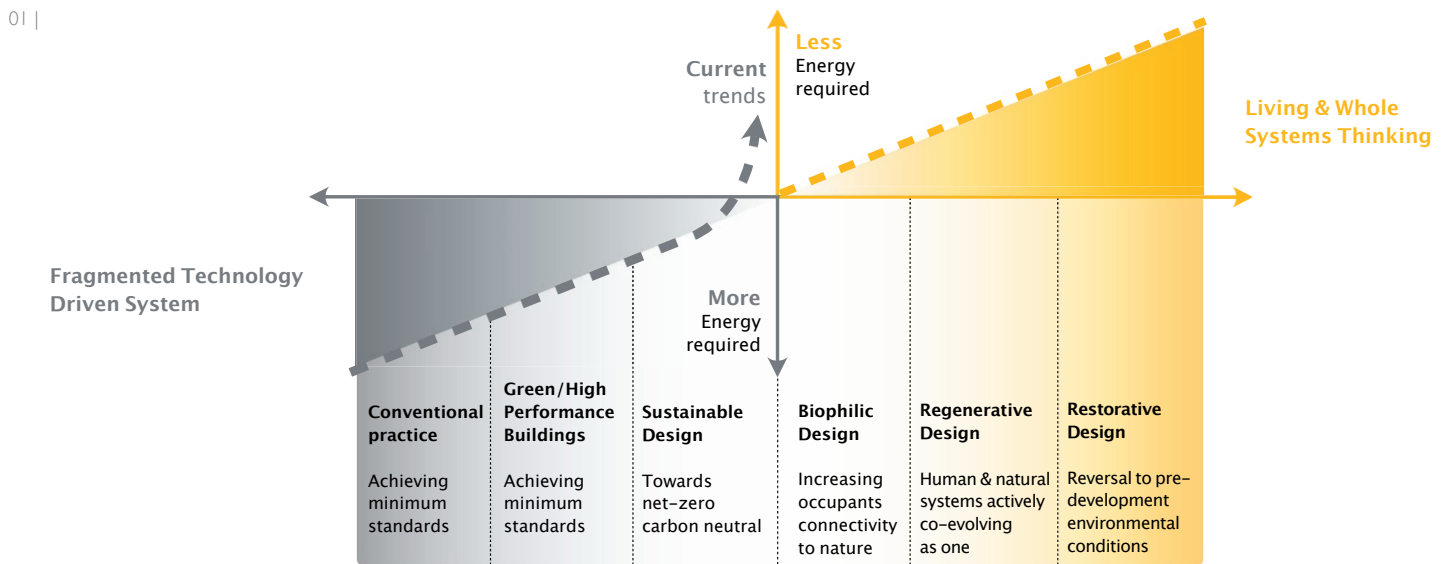 01 |
Current
trends
Less
Energy
required
Living & Whole
Systems Thinking
Fragmented Technology
Driven System
More
Energy
required
Conventional
practice
Achieving
minimum
standards
Green/High
Performance
Buildings
Achieving
minimum
standards
Sustainable
Design
Towards
net-zero
carbon neutral
Biophilic
Design
Increasing
occupants
connectivity
to nature
Regenerative
Design
Human & natural
systems actively
co-evolving
as one
Restorative
Design
Reversal to pre-
development
environmental
conditions